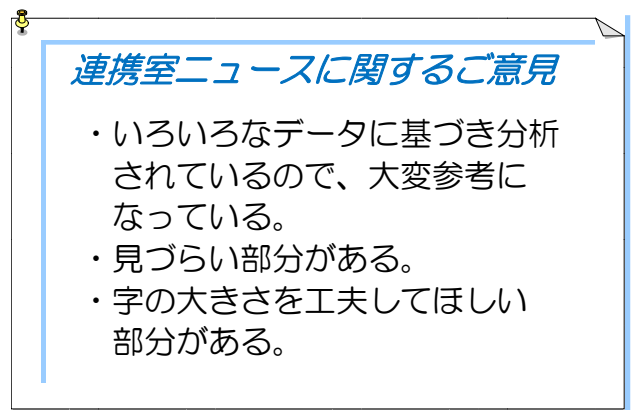 連携室ニュースに関するご意見
・いろいろなデータに基づき分析
されているので、大変参考に
なっている。
・見づらい部分がある。
・字の大きさを工夫してほしい
部分がある。